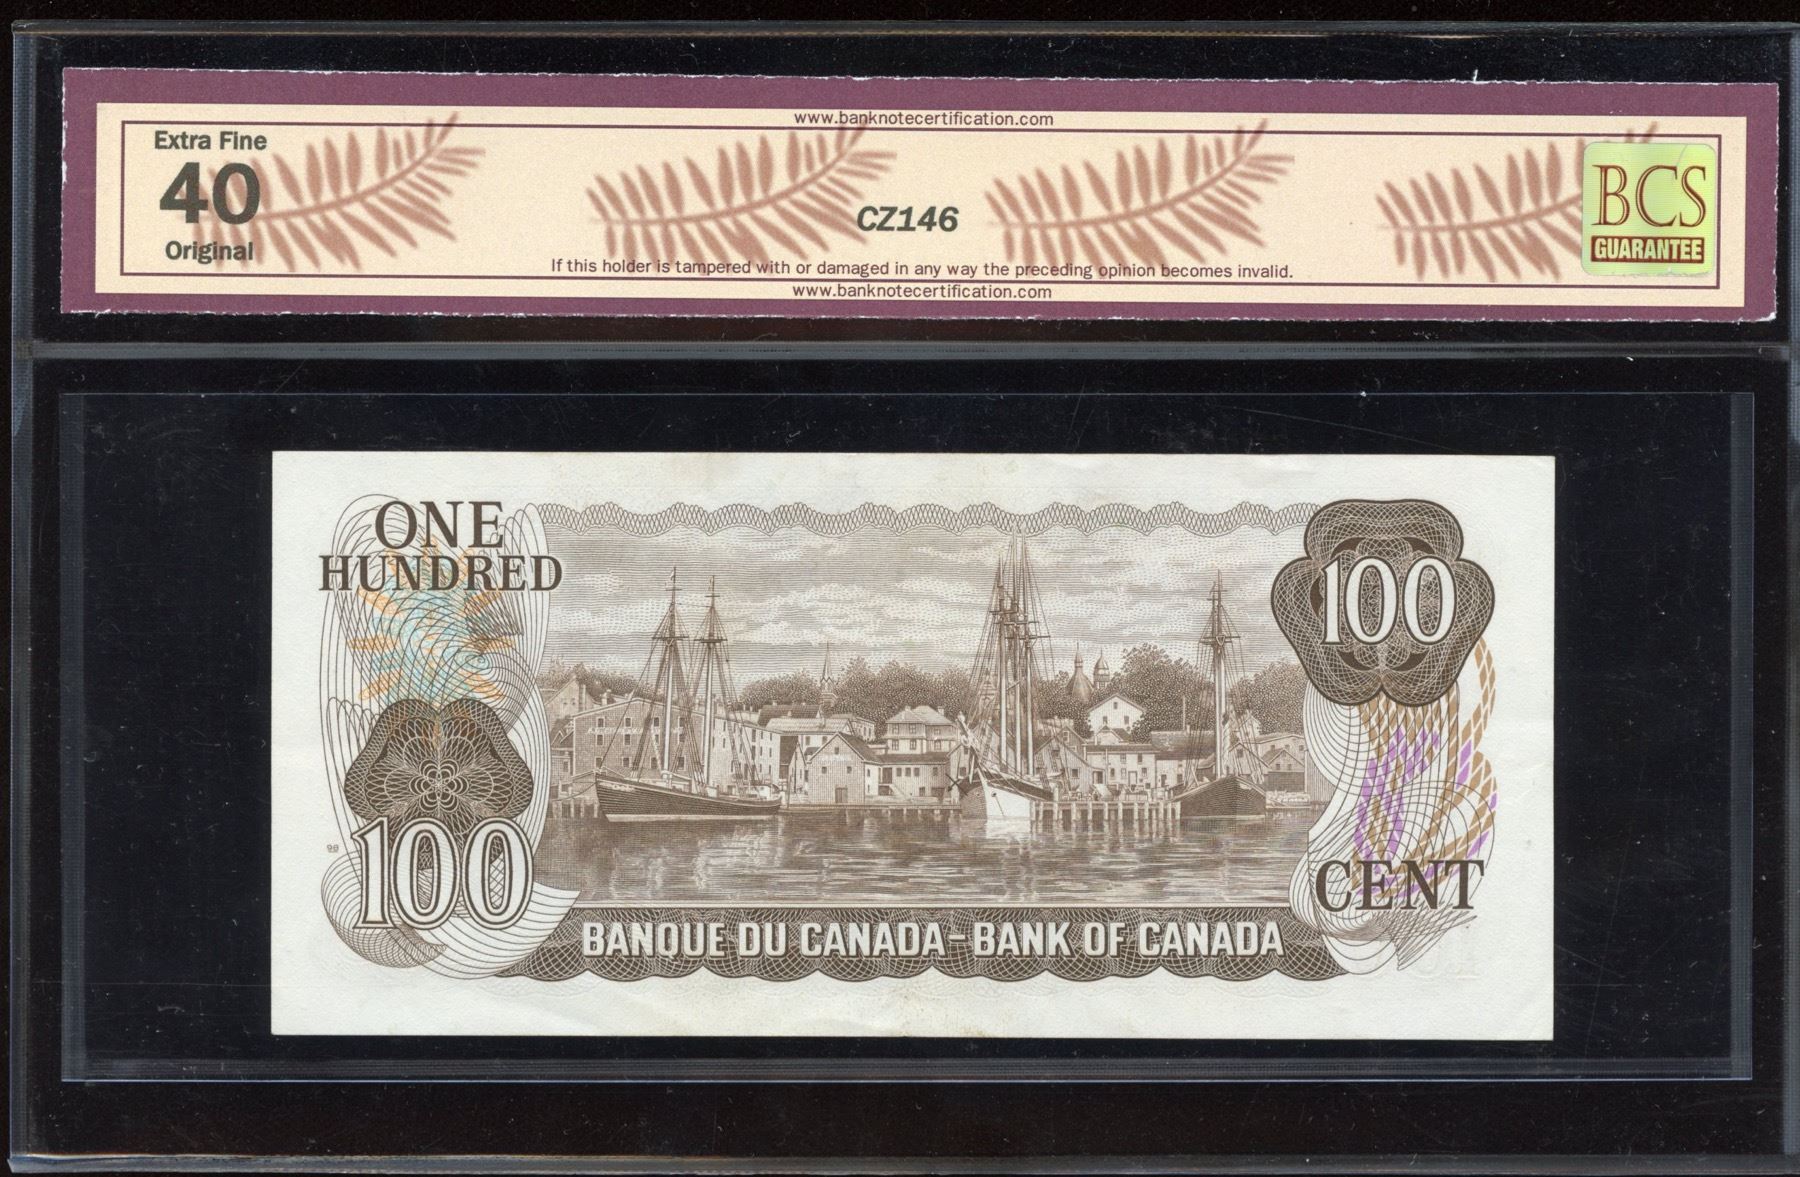 www.banknotecertification.com
Extra Fine
40
Original
CZ146
BCS
GUARANTEE
If this holder is tampered with or damaged in any way the preceding opinion becomes invalid.
www.banknotecertification.com
ONE
HUNDRED
100
100
CENT
BANQUE DU CANADA-BANK OF CANADA